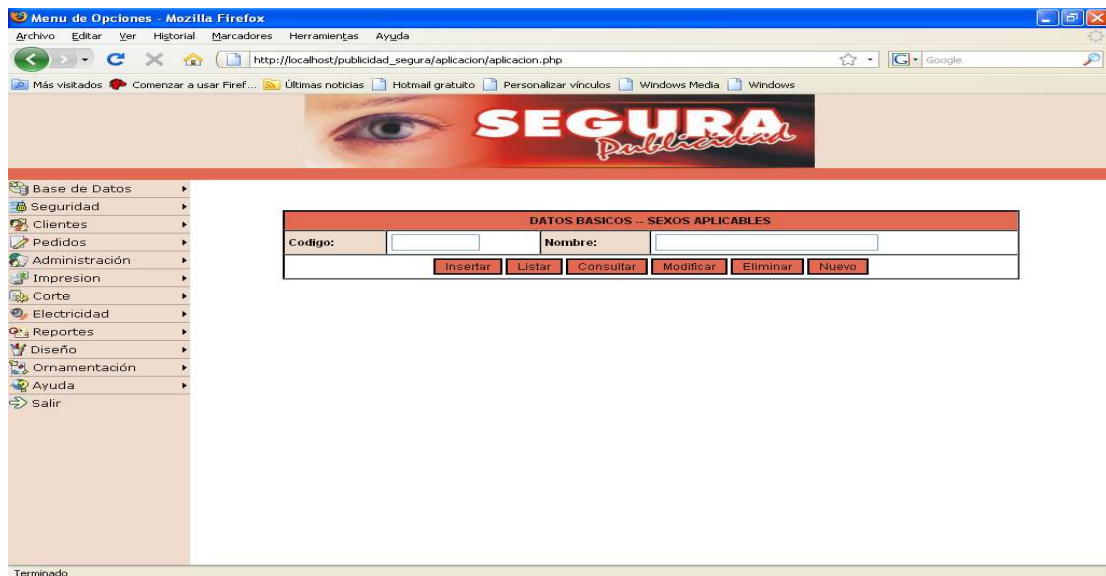 Menu de Opciones - Mozilla Firefox
Archivo Editar Ver Historial Marcadores Herramientas Ayuda
http://localhost/publicidad_segura/aplicacion/aplicacion.php
G Google
Más visitados Comenzar a usar Firef... Últimas noticias Hotmail gratuito Personalizar vínculos Windows Media Windows
SEGURA
Publicidad
Base de Datos
Seguridad
Clientes
Pedidos
Administración
Impresion
Corte
Electricidad
Reportes
Diseño
Ornamentación
Ayuda
Salir
DATOS BASICOS -- SEXOS APLICABLES
Codigo: Nombre:
Insertar Listar Consultar Modificar Eliminar Nuevo
Terminado